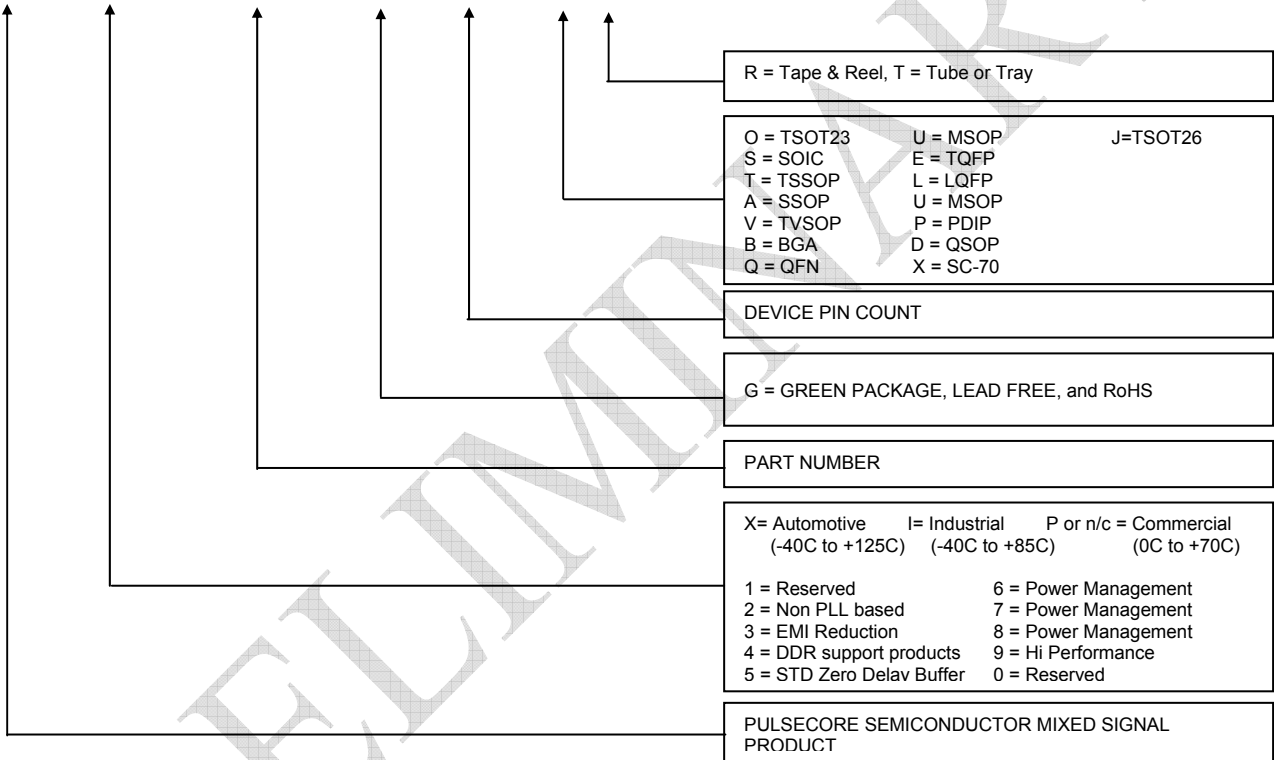 R = Tape & Reel, T = Tube or Tray
O = TSOT23 U = MSOP J=TSOT26
S = SOIC E = TQFP
T = TSSOP L = LQFP
A = SSOP U = MSOP
V = TVSOP P = PDIP
B = BGA D = QSOP
Q = QFN X = SC-70
DEVICE PIN COUNT
G = GREEN PACKAGE, LEAD FREE, and RoHS
PART NUMBER
X= Automotive I= Industrial P or n/c = Commercial
(-40C to +125C) (-40C to +85C) (0C to +70C)
1 = Reserved 6 = Power Management
2 = Non PLL based 7 = Power Management
3 = EMI Reduction 8 = Power Management
4 = DDR support products 9 = Hi Performance
5 = STD Zero Delay Buffer 0 = Reserved
PULSECORE SEMICONDUCTOR MIXED SIGNAL
PRODUCT
ELIMINAR